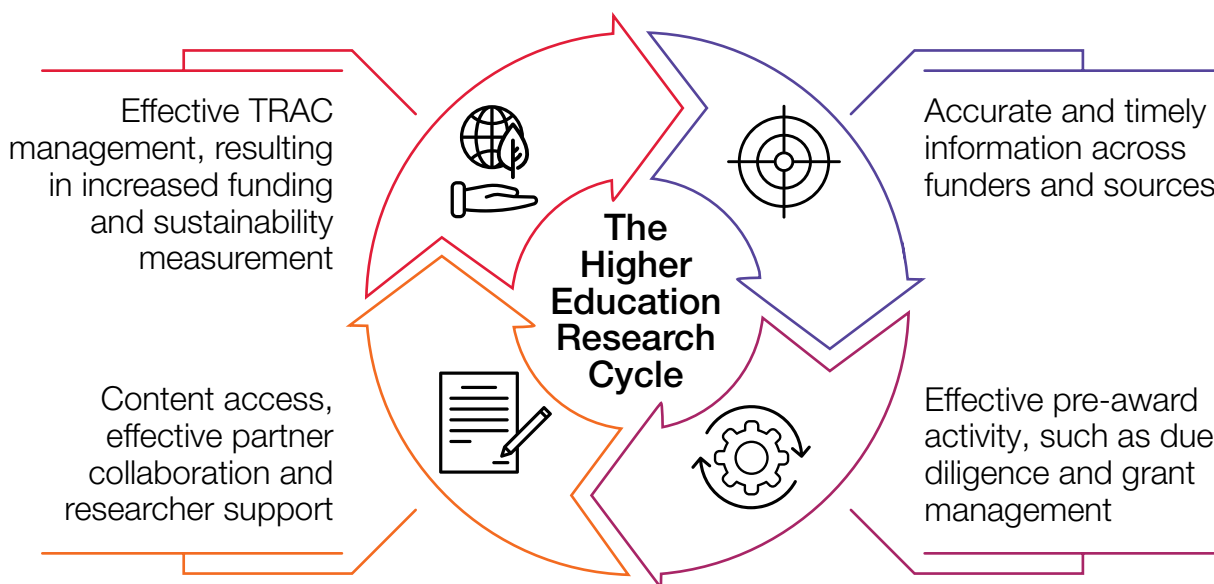 Effective TRAC
management, resulting
in increased funding
and sustainability
measurement
Accurate and timely
information across
funders and sources
The
Higher
Education
Research
Cycle
Content access,
effective partner
collaboration and
researcher support
Effective pre-award
activity, such as due
diligence and grant
management